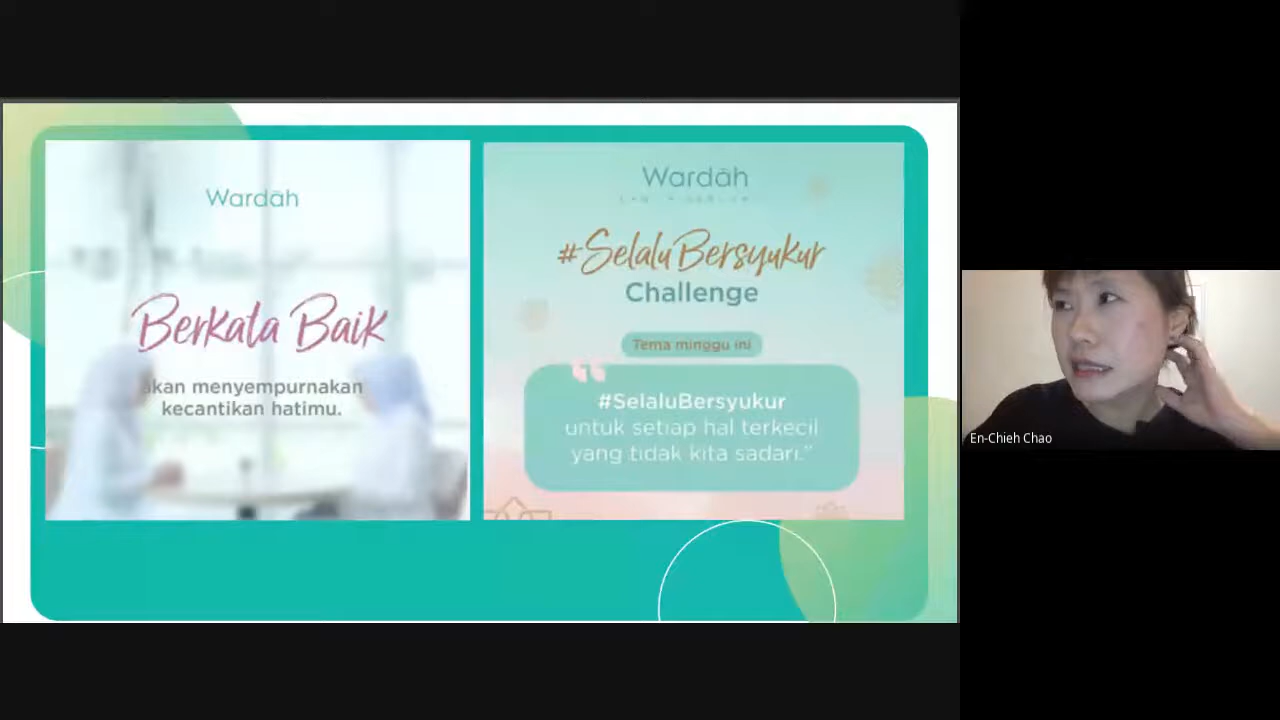 Wardah
Berkata Baik
akan menyempurnakan
kecantikan hatimu.
Wardah
#SelaluBersyukur
Challenge
Tema minggu ini
“
#SelaluBersyukur
untuk setiap hal terkecil
yang tidak kita sadari.”
En-Chieh Chao